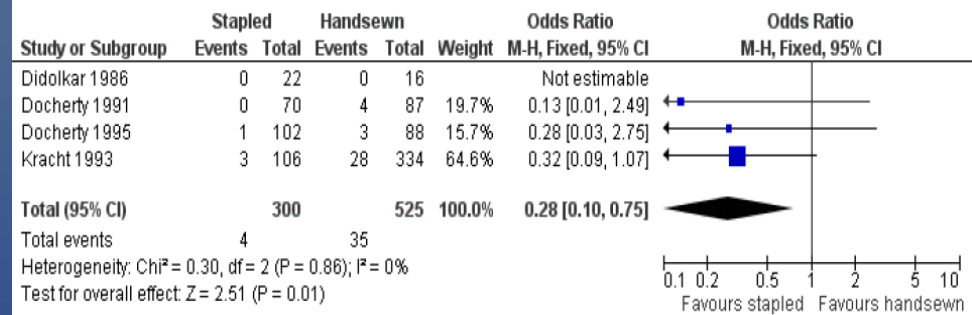 Stapled Handsewn Odds Ratio Odds Ratio
Study or Subgroup Events Total Events Total Weight M-H, Fixed, 95% CI M-H, Fixed, 95% CI
Didolkar 1986 0 22 0 16 Not estimable
Docherty 1991 0 70 4 87 19.7% 0.13 [0.01, 2.49]
Docherty 1995 1 102 3 88 15.7% 0.28 [0.03, 2.75]
Kracht 1993 3 106 28 334 64.6% 0.32 [0.09, 1.07]
Total (95% CI) 300 525 100.0% 0.28 [0.10, 0.75]
Total events 4 35
Heterogeneity: Chi² = 0.30, df = 2 (P = 0.86); I² = 0%
Test for overall effect: Z = 2.51 (P = 0.01)
0.1 0.2 0.5 1 2 5 10
Favours stapled Favours handsewn